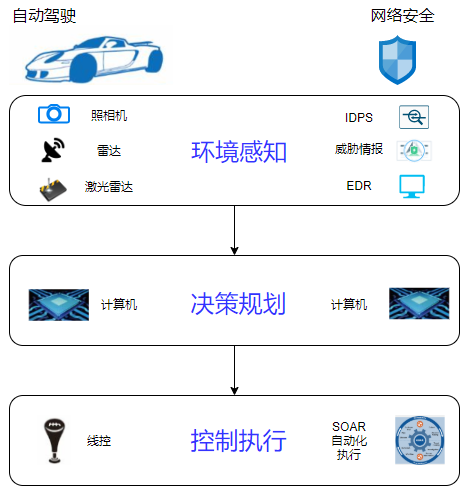 自动驾驶
网络安全
照相机
雷达
激光雷达
环境感知
IDPS
威胁情报
EDR
计算机
决策规划
计算机
线控
控制执行
SOAR
自动化
执行